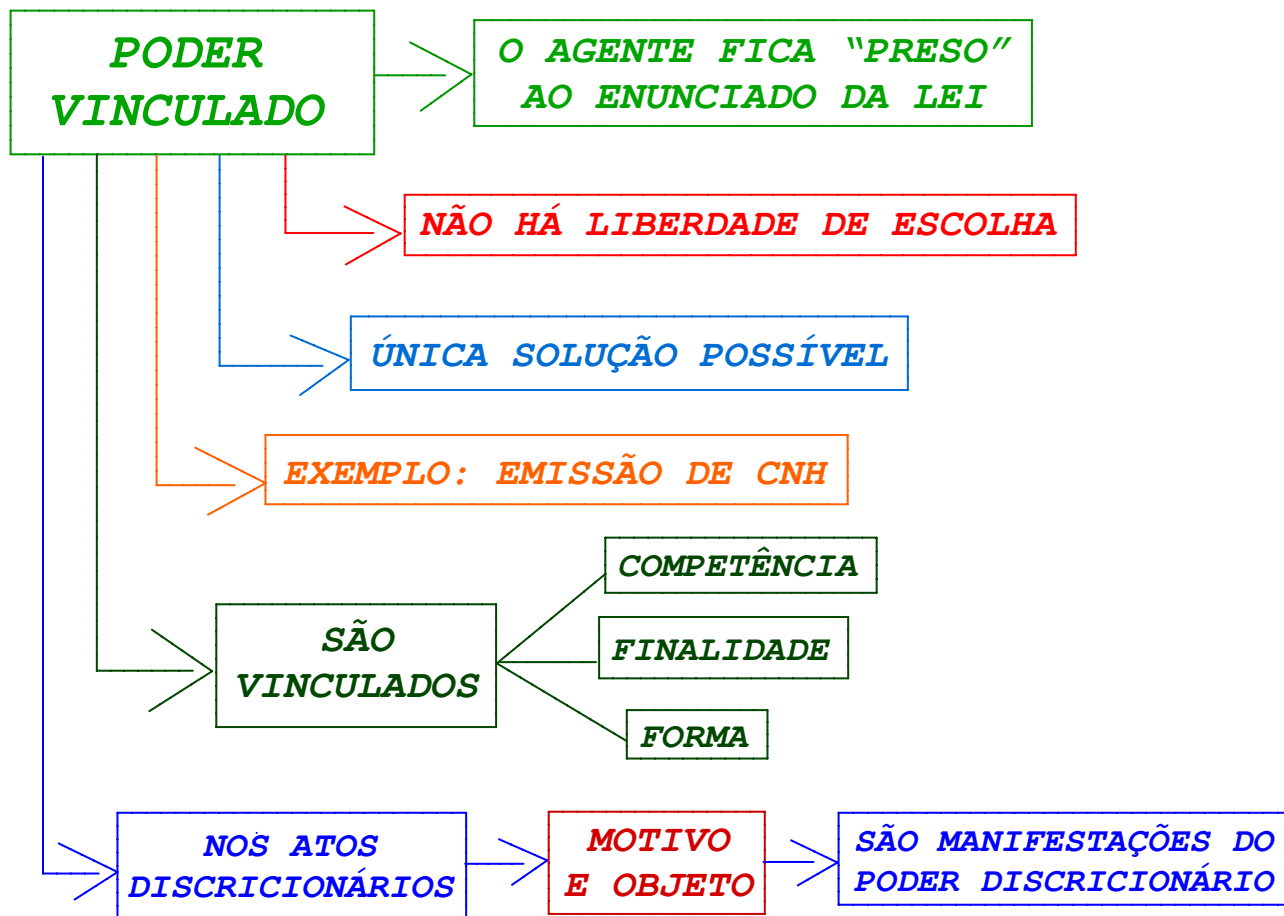 PODER
VINCULADO
O AGENTE FICA “PRESO”
AO ENUNCIADO DA LEI
NÃO HÁ LIBERDADE DE ESCOLHA
ÚNICA SOLUÇÃO POSSÍVEL
EXEMPLO: EMISSÃO DE CNH
SÃO
VINCULADOS
COMPETÊNCIA
FINALIDADE
FORMA
NOS ATOS
DISCRICIONÁRIOS
MOTIVO
E OBJETO
SÃO MANIFESTAÇÕES DO
PODER DISCRICIONÁRIO